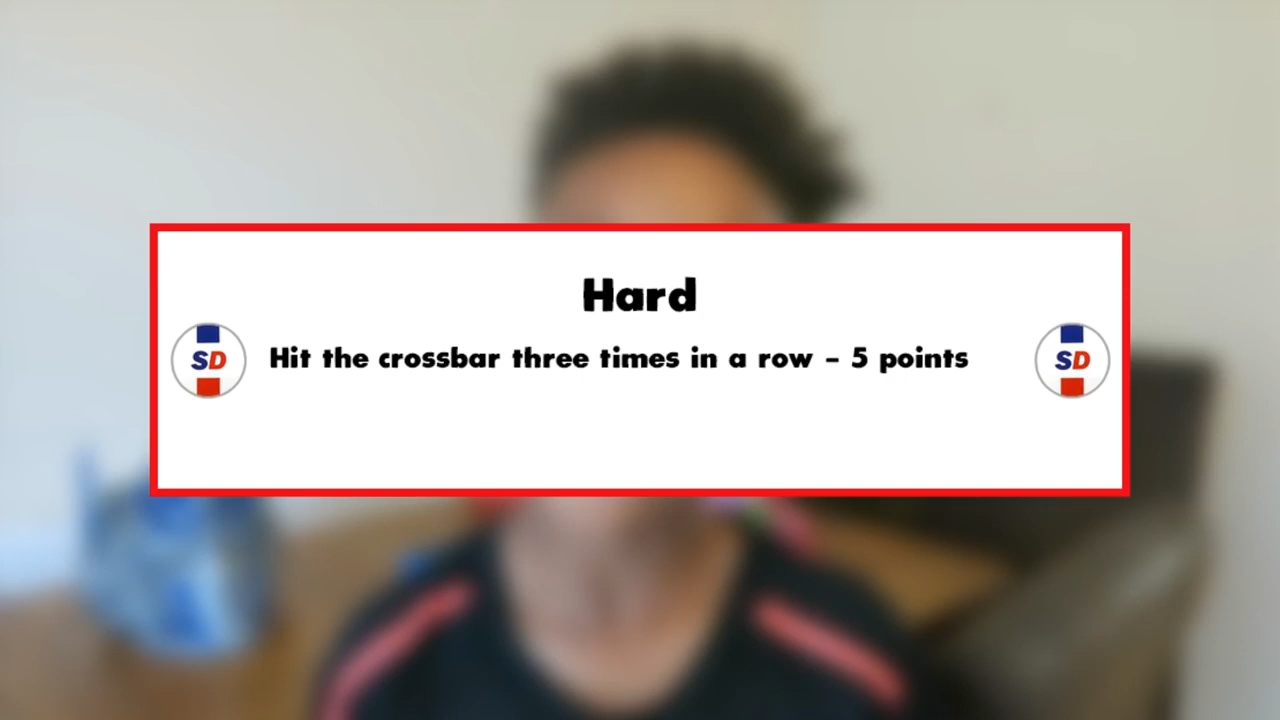 Hard
SD Hit the crossbar three times in a row – 5 points SD